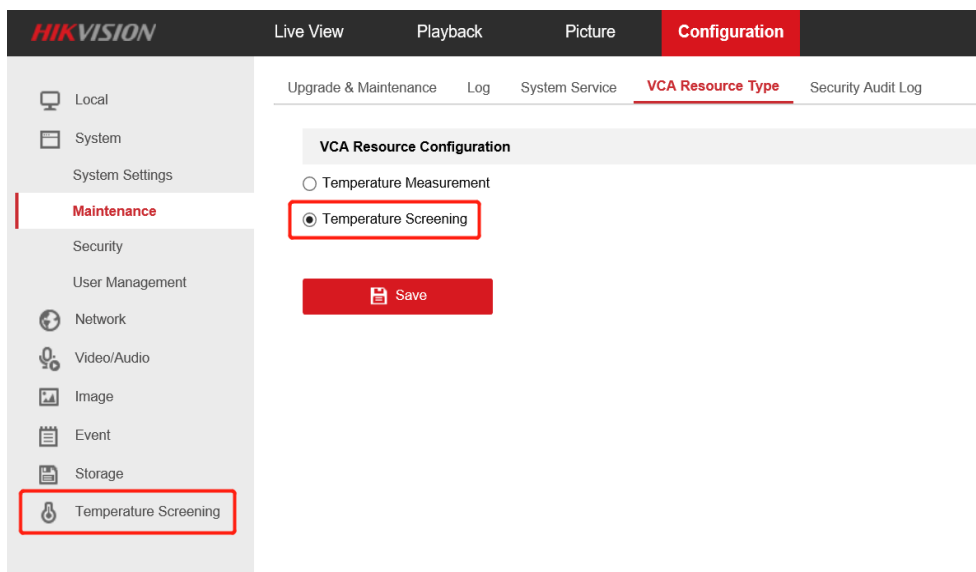 HIKVISION
Live View Playback Picture Configuration
Upgrade & Maintenance Log System Service VCA Resource Type Security Audit Log
Local
System
System Settings
Maintenance
Security
User Management
Network
Video/Audio
Image
Event
Storage
Temperature Screening
VCA Resource Configuration
Temperature Measurement
Temperature Screening
Save